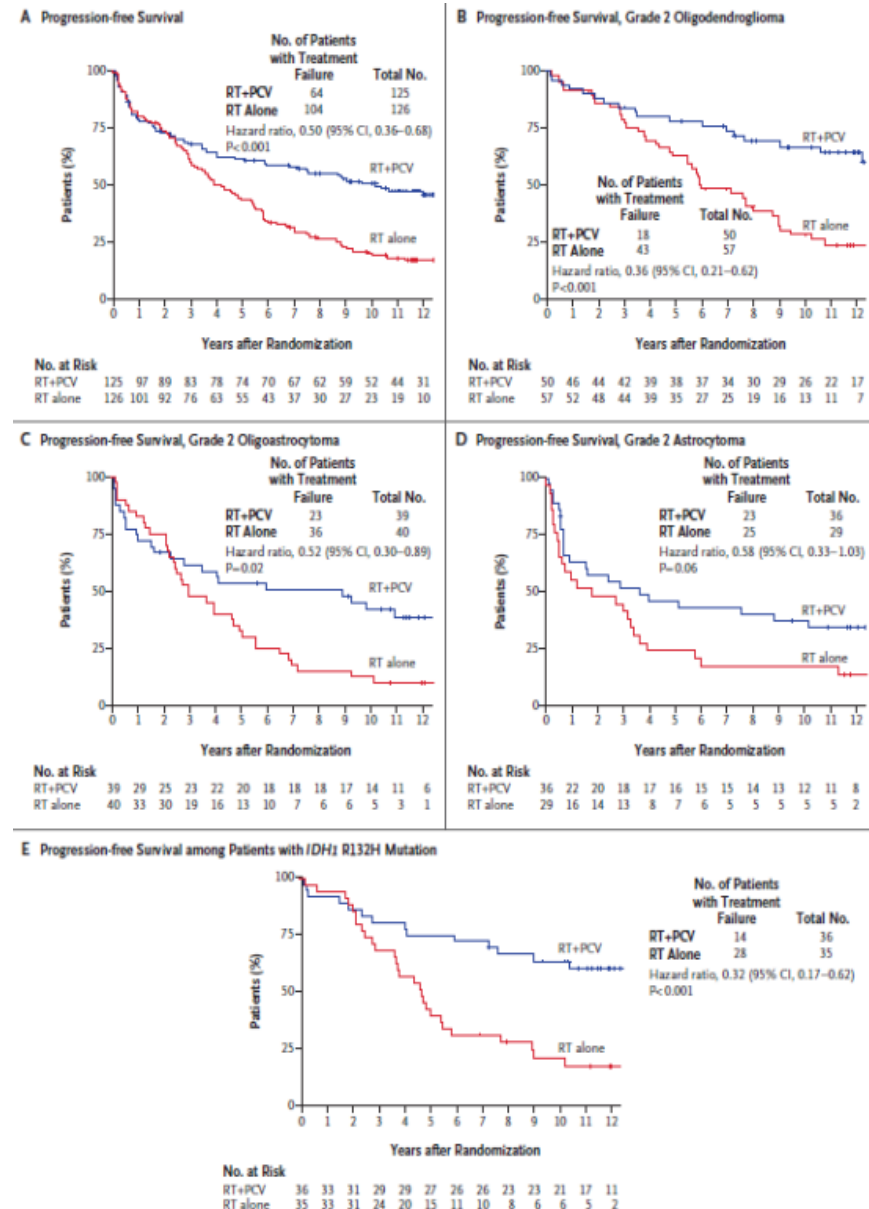 A Progression-free Survival
No. of Patients
with Treatment
Failure Total No.
RT+PCV 64 125
RT Alone 104 126
Hazard ratio, 0.50 (95% CI, 0.36–0.68)
P<0.001
100
75
50
25
0
Patients (%)
RT+PCV
RT alone
0 1 2 3 4 5 6 7 8 9 10 11 12
Years after Randomization
No. at Risk
RT+PCV 125 97 89 83 78 74 70 67 62 59 52 44 31
RT alone 126 101 92 76 63 55 43 37 30 27 23 19 10
B Progression-free Survival, Grade 2 Oligodendroglioma
100
75
50
25
0
Patients (%)
RT+PCV
RT alone
No. of Patients
with Treatment
Failure Total No.
RT+PCV 18 50
RT Alone 43 57
Hazard ratio, 0.36 (95% CI, 0.21–0.62)
P<0.001
0 1 2 3 4 5 6 7 8 9 10 11 12
Years after Randomization
No. at Risk
RT+PCV 50 46 44 42 39 38 37 34 30 29 26 22 17
RT alone 57 52 48 44 39 35 27 25 19 16 13 11 7
C Progression-free Survival, Grade 2 Oligoastrocytoma
No. of Patients
with Treatment
Failure Total No.
RT+PCV 23 39
RT Alone 36 40
Hazard ratio, 0.52 (95% CI, 0.30–0.89)
P=0.02
100
75
50
25
0
Patients (%)
RT+PCV
RT alone
0 1 2 3 4 5 6 7 8 9 10 11 12
Years after Randomization
No. at Risk
RT+PCV 39 29 25 23 22 20 18 18 18 17 14 11 6
RT alone 40 33 30 19 16 13 10 7 6 6 5 3 1
D Progression-free Survival, Grade 2 Astrocytoma
No. of Patients
with Treatment
Failure Total No.
RT+PCV 23 36
RT Alone 25 29
Hazard ratio, 0.58 (95% CI, 0.33–1.03)
P=0.06
100
75
50
25
0
Patients (%)
RT+PCV
RT alone
0 1 2 3 4 5 6 7 8 9 10 11 12
Years after Randomization
No. at Risk
RT+PCV 36 22 20 18 17 16 15 15 14 13 12 11 8
RT alone 29 16 14 13 8 7 6 5 5 5 5 5 2
E Progression-free Survival among Patients with IDH1 R132H Mutation
No. of Patients
with Treatment
Failure Total No.
RT+PCV 14 36
RT Alone 28 35
Hazard ratio, 0.32 (95% CI, 0.17–0.62)
P<0.001
100
75
50
25
0
Patients (%)
RT+PCV
RT alone
0 1 2 3 4 5 6 7 8 9 10 11 12
Years after Randomization
No. at Risk
RT+PCV 36 33 31 29 29 27 26 26 23 23 21 17 11
RT alone 35 33 31 24 20 15 11 10 8 6 6 5 2